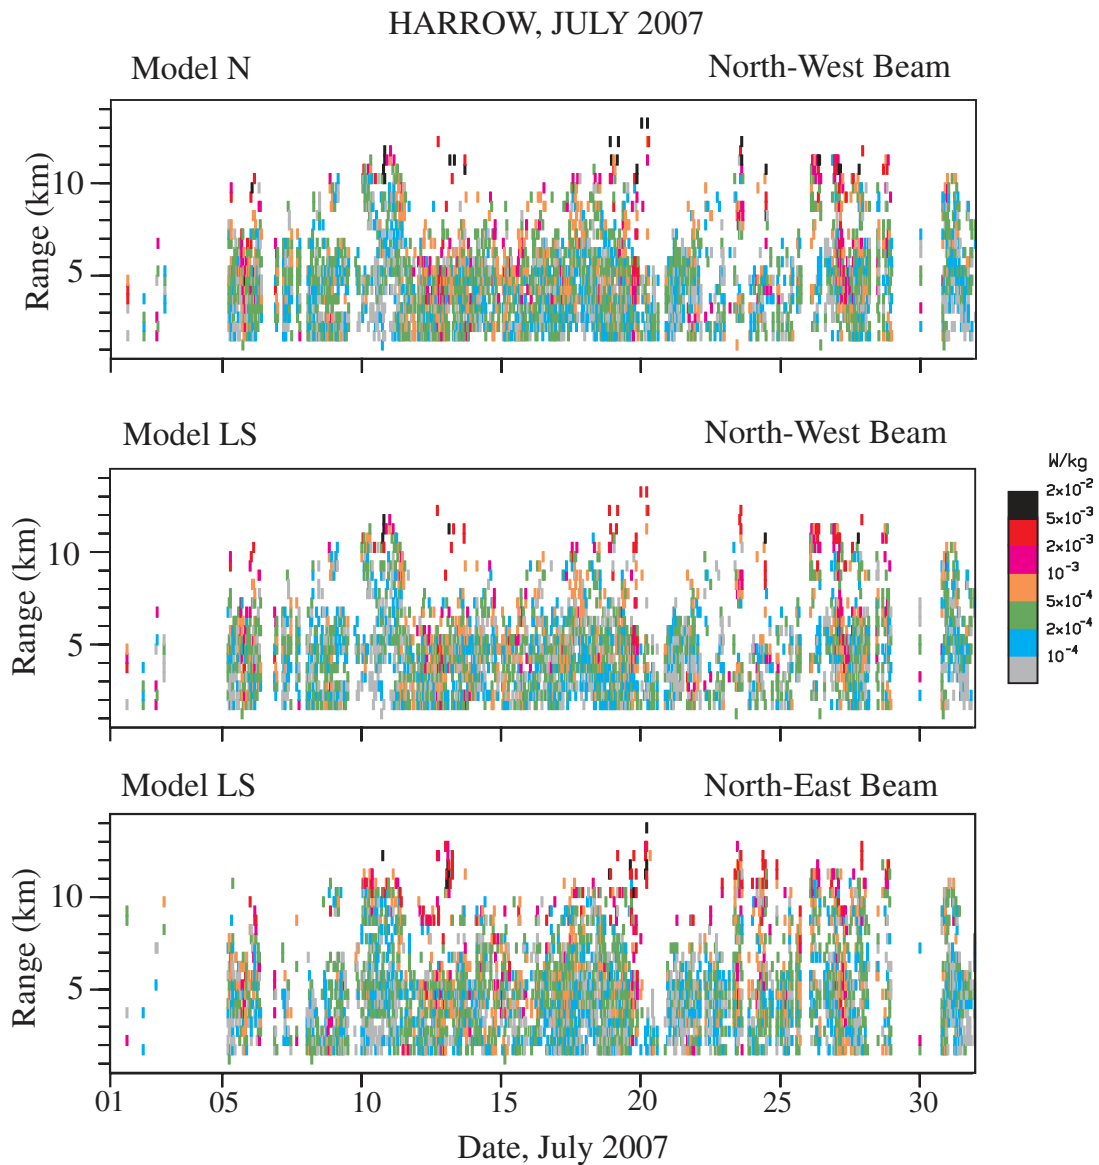 HARROW, JULY 2007
Model N North-West Beam
Range (km)
10
5
Model LS North-West Beam
Range (km)
10
5
W/kg
2×10⁻²
5×10⁻³
2×10⁻³
10⁻³
5×10⁻⁴
2×10⁻⁴
10⁻⁴
Model LS North-East Beam
Range (km)
10
5
01 05 10 15 20 25 30
Date, July 2007